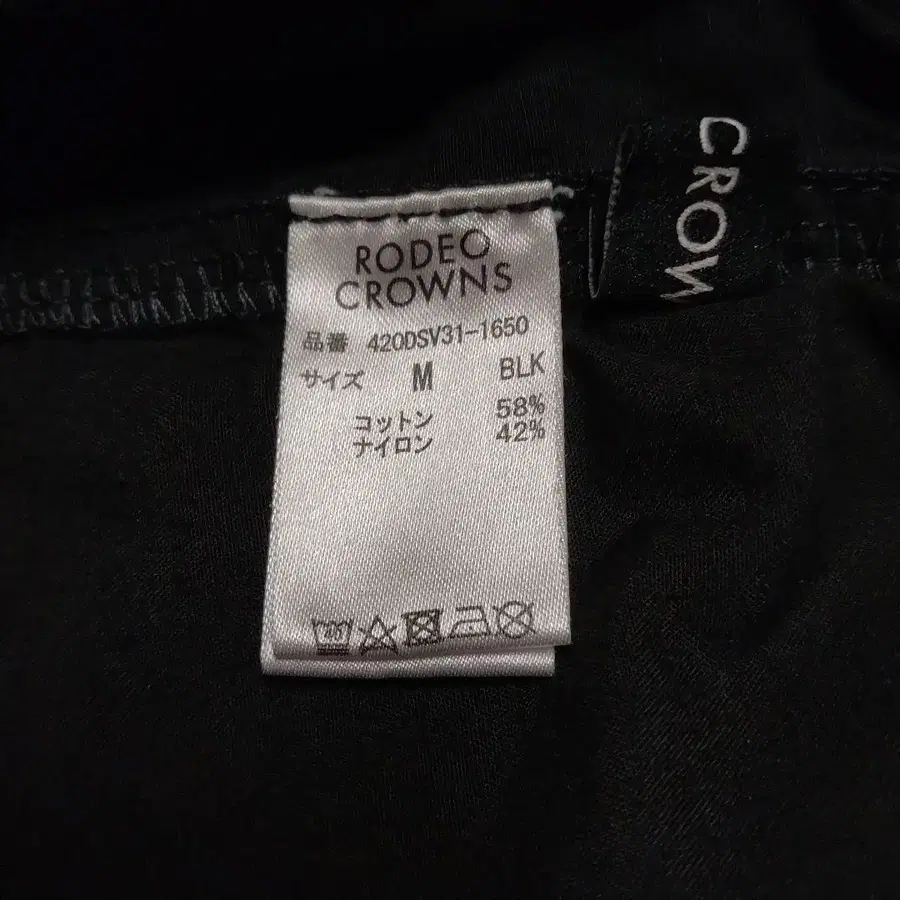 RODEO
CROWNS
品番 420DSV31-1650
サイズ M BLK
コットン 58%
ナイロン 42%
CROW